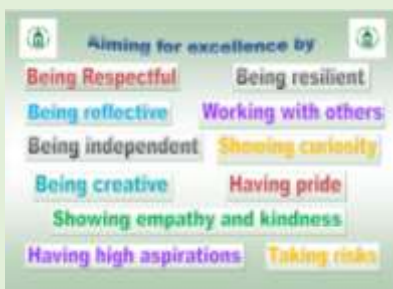 Aiming for excellence by
Being Respectful Being resilient
Being reflective Working with others
Being independent Showing curiosity
Being creative Having pride
Showing empathy and kindness
Having high aspirations Taking risks